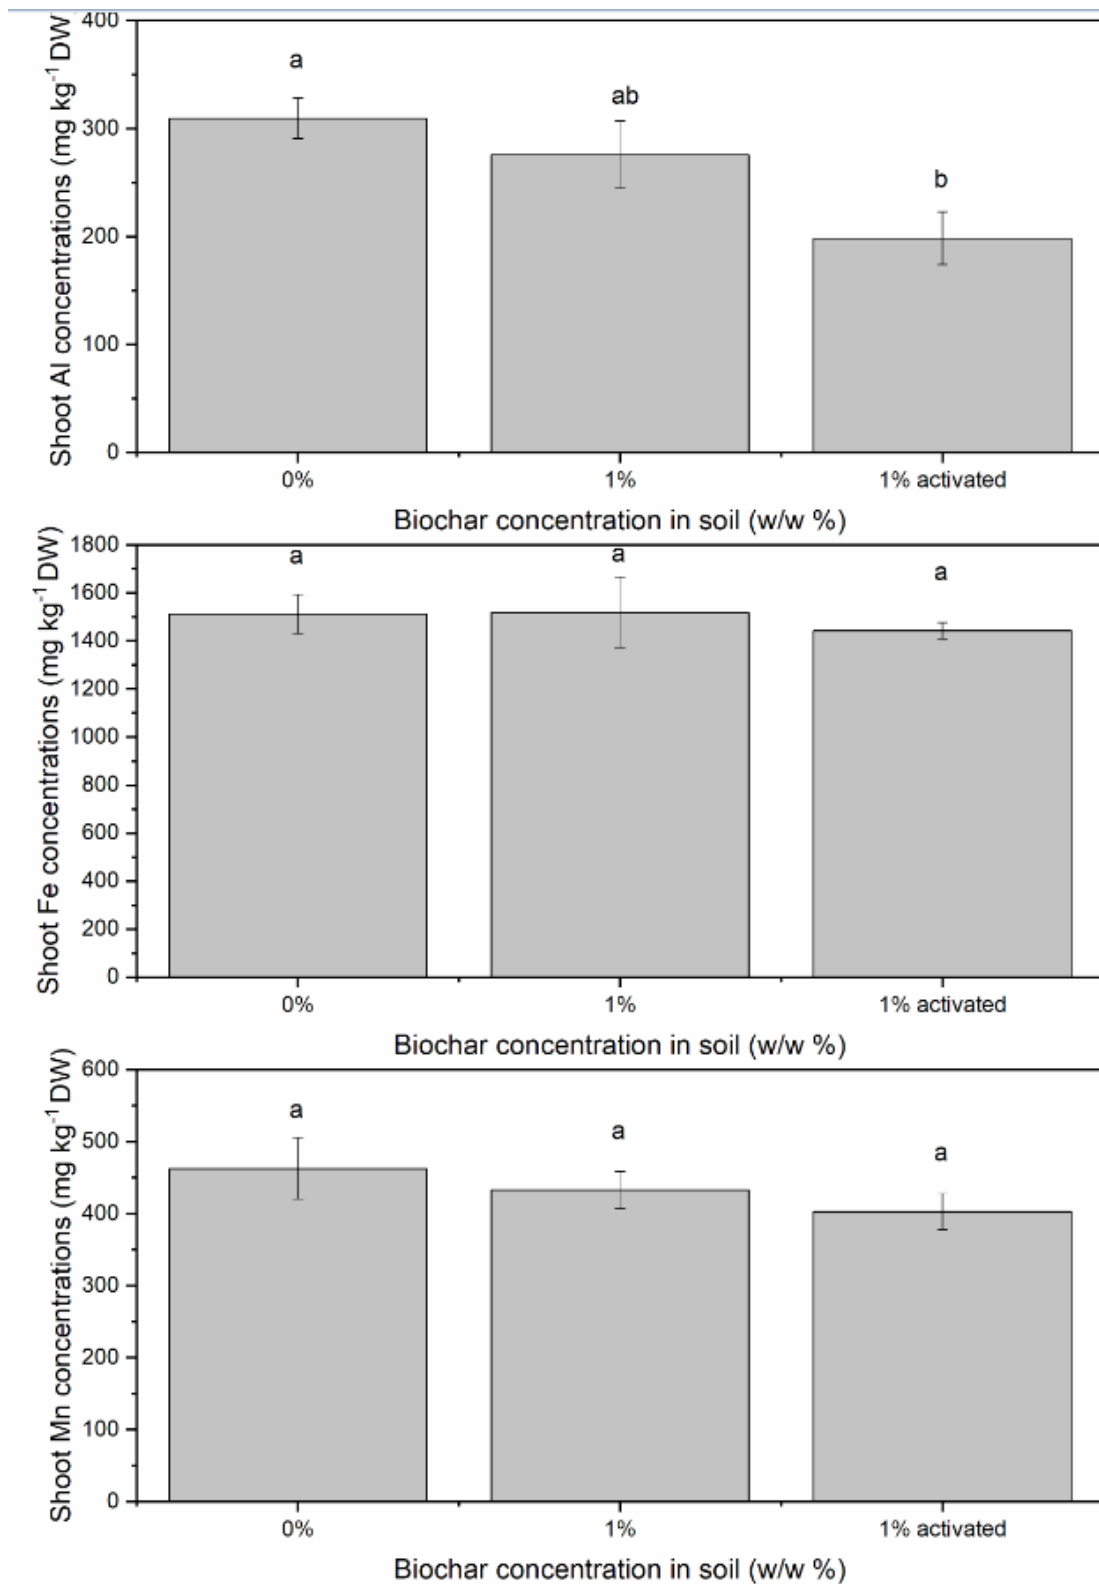 Shoot Al concentrations (mg kg⁻¹ DW)
400
300
200
100
0
a
ab
b
0%
1%
1% activated
Biochar concentration in soil (w/w %)
Shoot Fe concentrations (mg kg⁻¹ DW)
1800
1600
1400
1200
1000
800
600
400
200
0
a
a
a
0%
1%
1% activated
Biochar concentration in soil (w/w %)
Shoot Mn concentrations (mg kg⁻¹ DW)
600
500
400
300
200
100
0
a
a
a
0%
1%
1% activated
Biochar concentration in soil (w/w %)